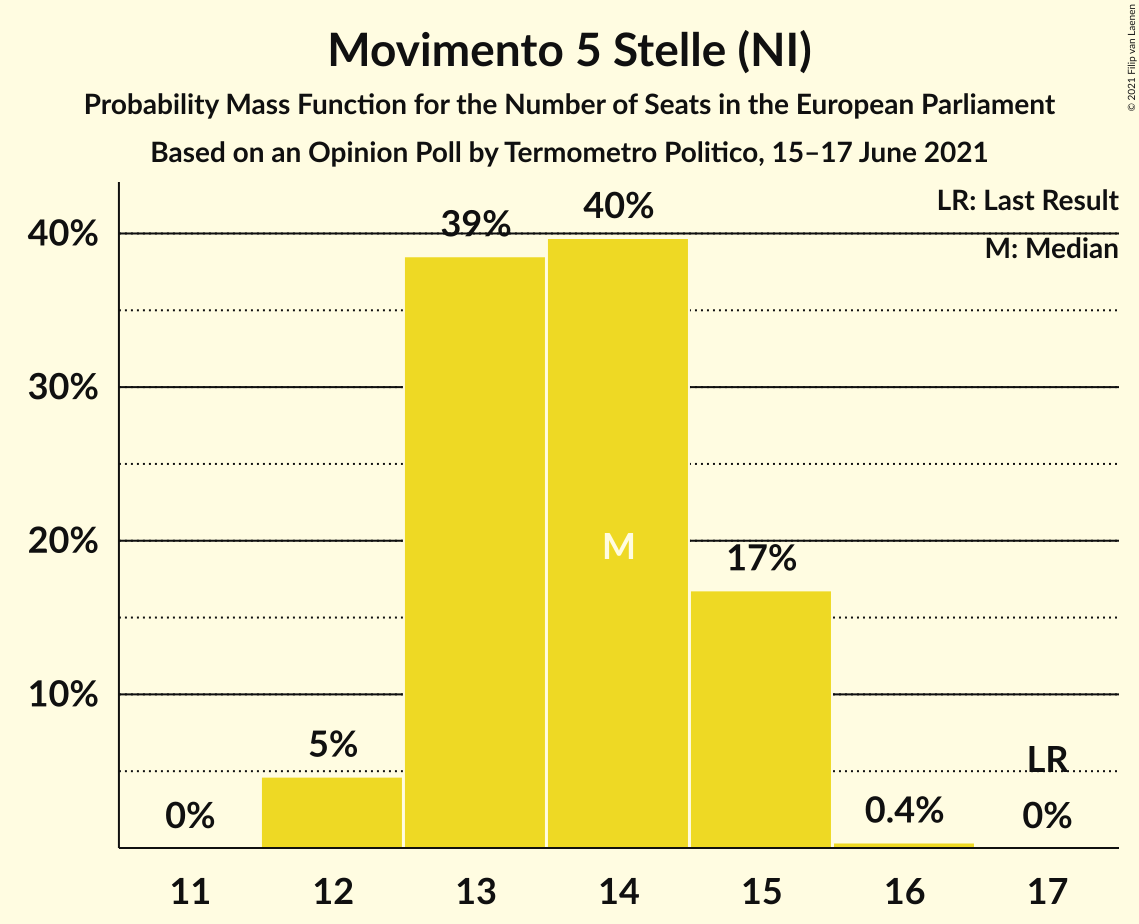 Movimento 5 Stelle (NI)
Probability Mass Function for the Number of Seats in the European Parliament
Based on an Opinion Poll by Termometro Politico, 15–17 June 2021
© 2021 Filip van Laenen
LR: Last Result
M: Median
40%
30%
20%
10%
0%
5%
39%
40%
M
17%
0.4%
LR
0%
11
12
13
14
15
16
17